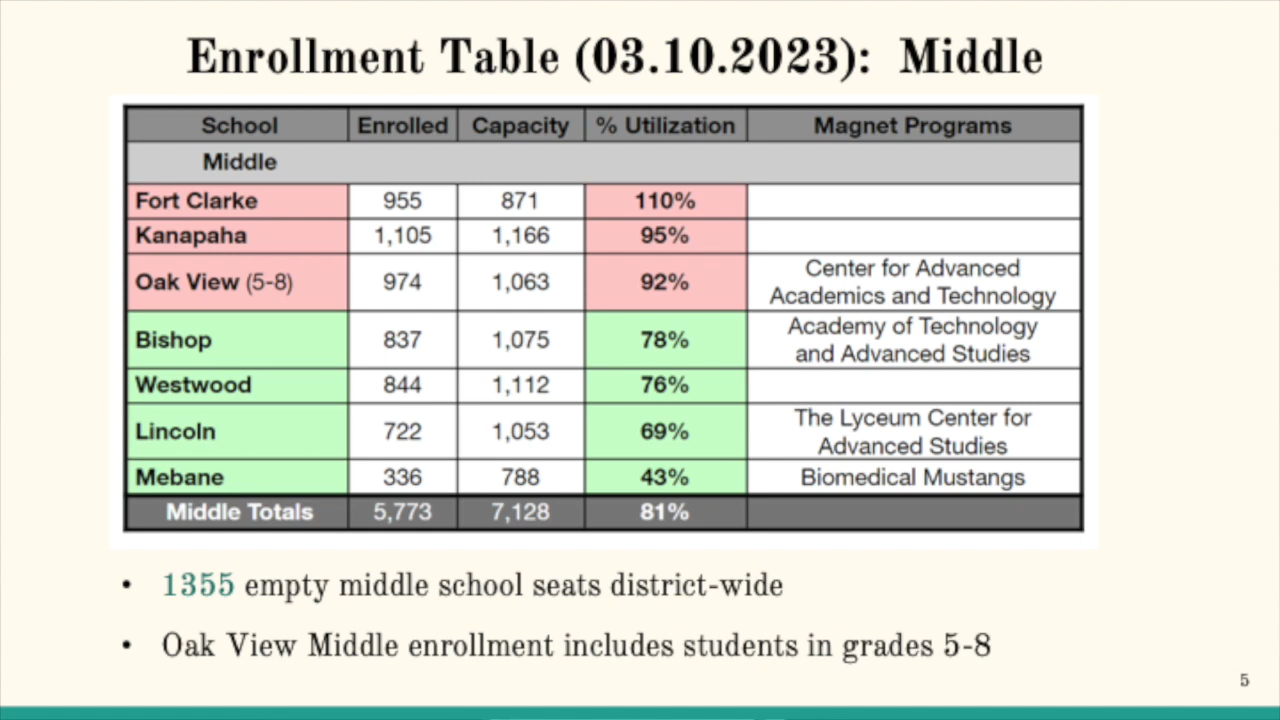 Enrollment Table (03.10.2023): Middle
School Enrolled Capacity % Utilization Magnet Programs
Middle
Fort Clarke 955 871 110%
Kanapaha 1,105 1,166 95%
Oak View (5-8) 974 1,063 92% Center for Advanced
Academics and Technology
Bishop 837 1,075 78% Academy of Technology
and Advanced Studies
Westwood 844 1,112 76%
Lincoln 722 1,053 69% The Lyceum Center for
Advanced Studies
Mebane 336 788 43% Biomedical Mustangs
Middle Totals 5,773 7,128 81%
• 1355 empty middle school seats district-wide
• Oak View Middle enrollment includes students in grades 5-8
5